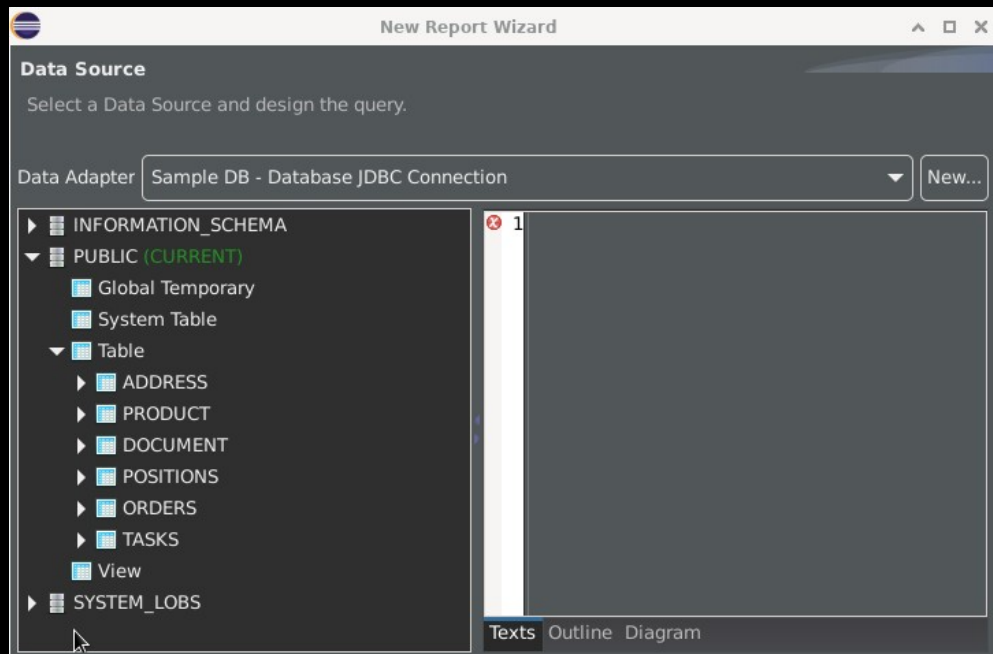 New Report Wizard
Data Source
Select a Data Source and design the query.
Data Adapter Sample DB - Database JDBC Connection New...
INFORMATION_SCHEMA
PUBLIC (CURRENT)
Global Temporary
System Table
Table
ADDRESS
PRODUCT
DOCUMENT
POSITIONS
ORDERS
TASKS
View
SYSTEM_LOBS
1
Texts Outline Diagram